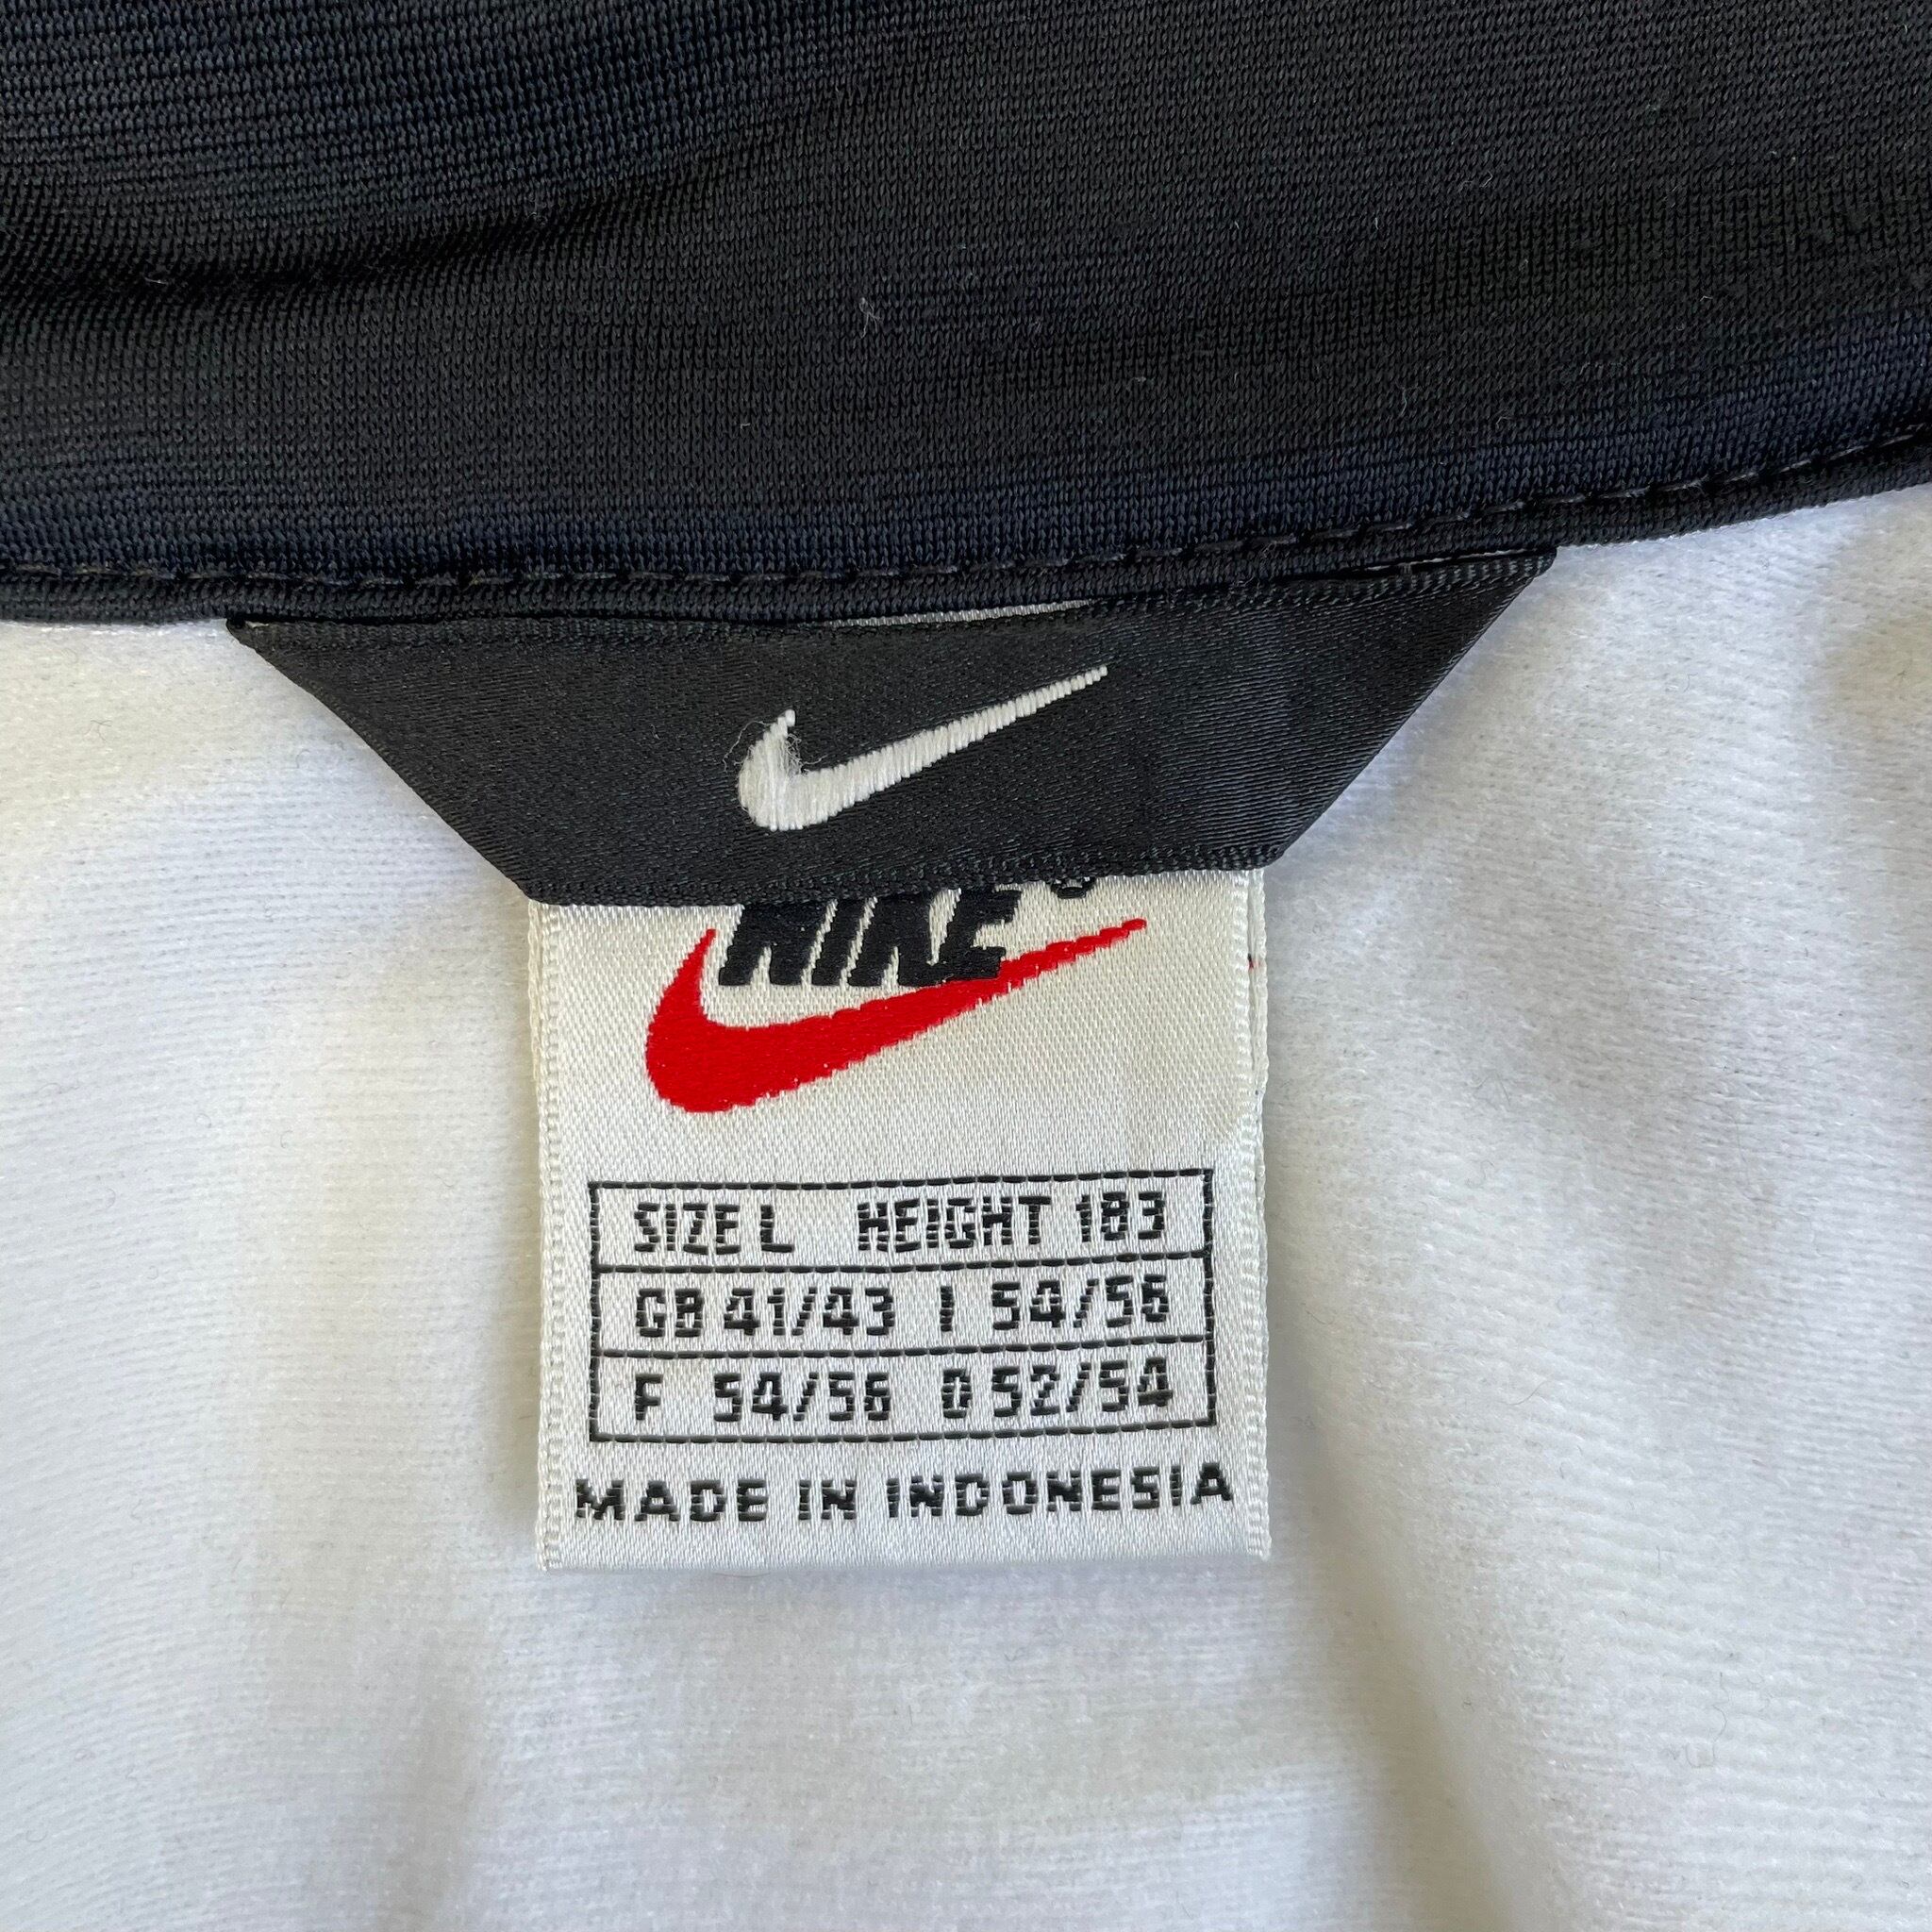 NIKE®
SIZE L HEIGHT 183
GB 41/43 I 54/56
F 54/56 D 52/54
MADE IN INDONESIA